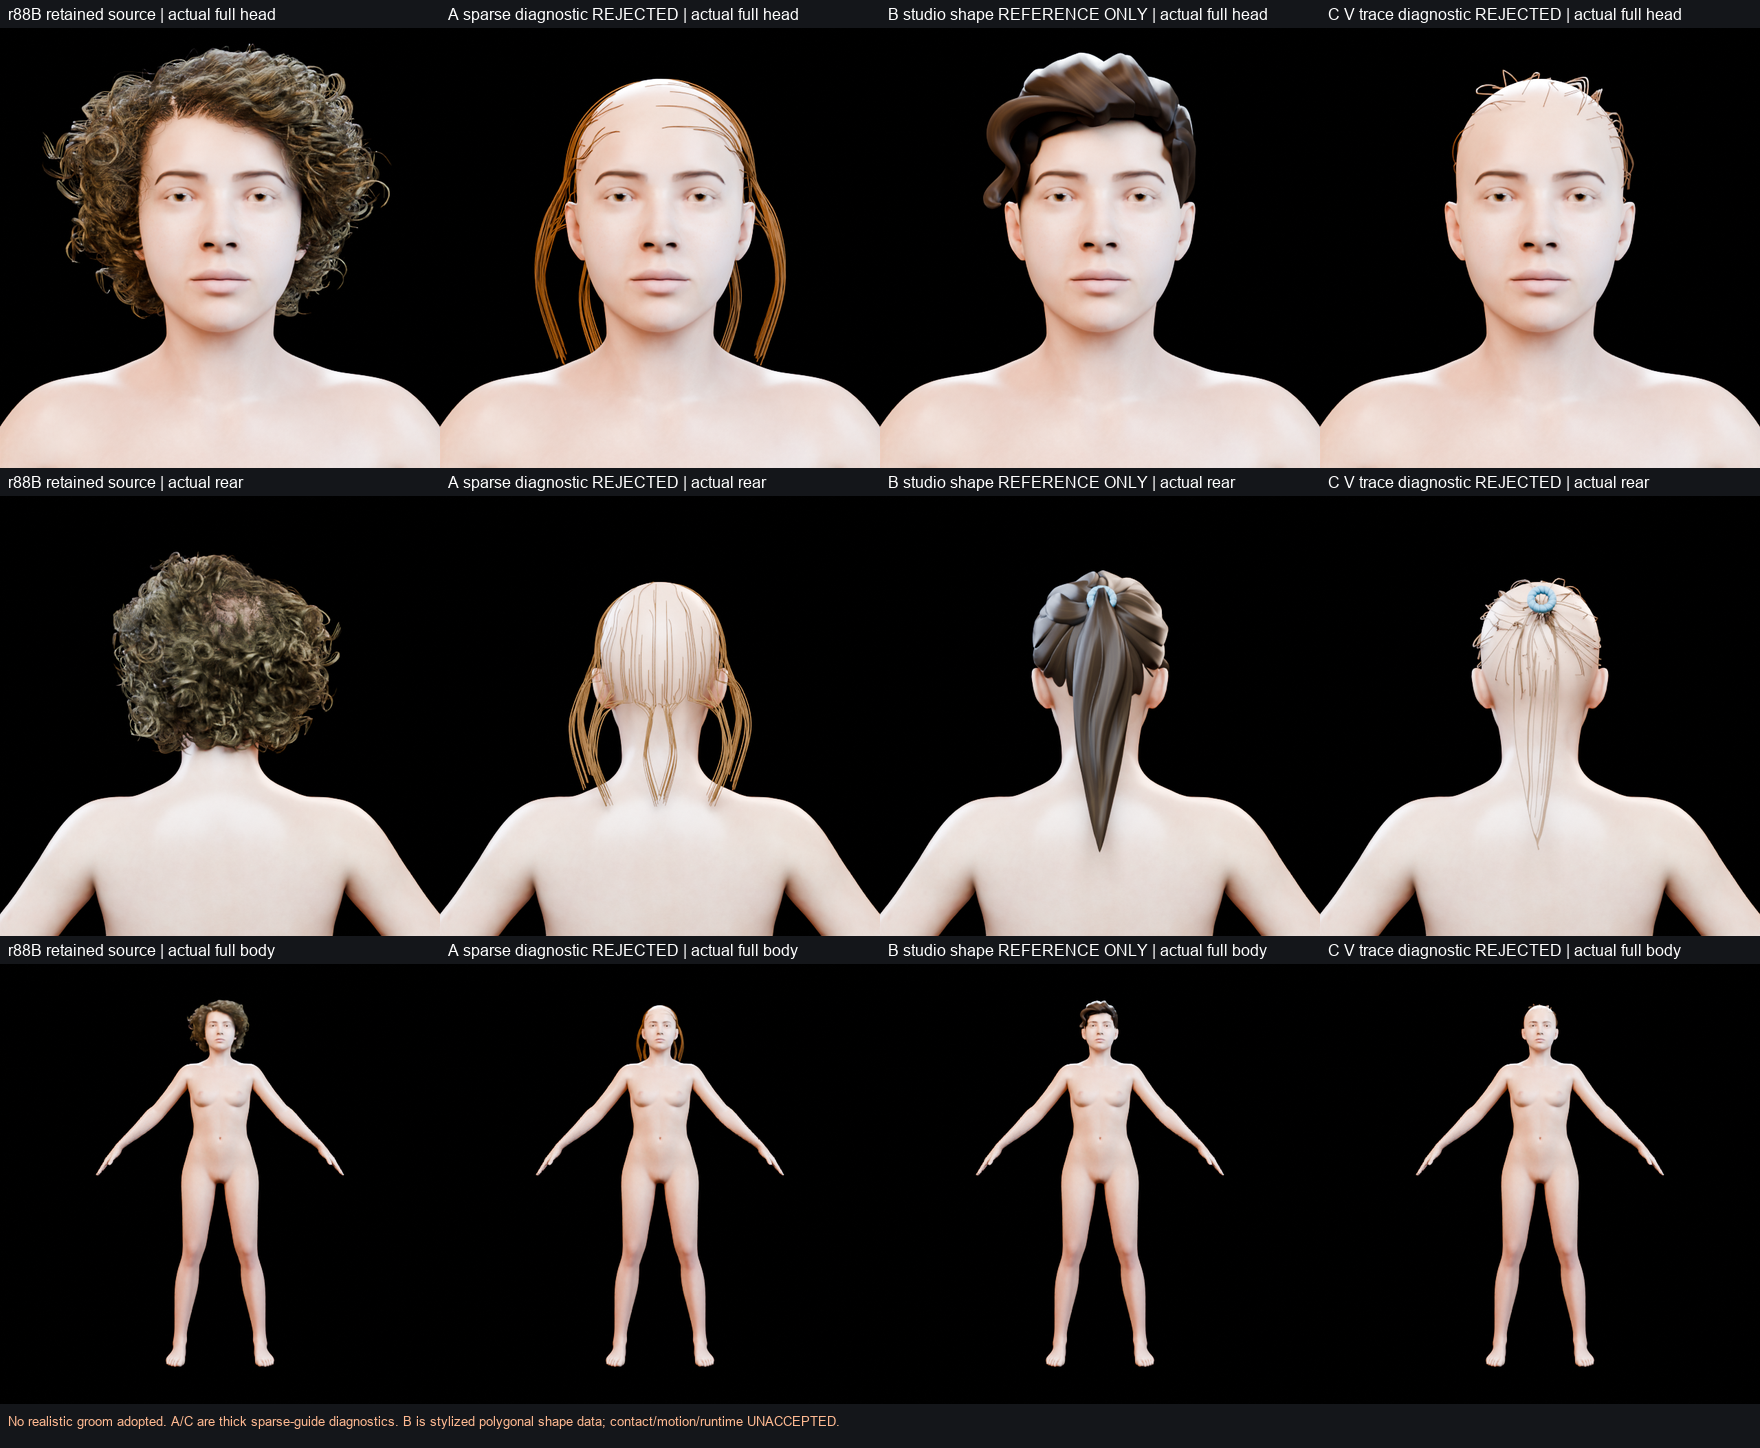 r88B retained source | actual full head
A sparse diagnostic REJECTED | actual full head
B studio shape REFERENCE ONLY | actual full head
C V trace diagnostic REJECTED | actual full head
r88B retained source | actual rear
A sparse diagnostic REJECTED | actual rear
B studio shape REFERENCE ONLY | actual rear
C V trace diagnostic REJECTED | actual rear
r88B retained source | actual full body
A sparse diagnostic REJECTED | actual full body
B studio shape REFERENCE ONLY | actual full body
C V trace diagnostic REJECTED | actual full body
No realistic groom adopted. A/C are thick sparse-guide diagnostics. B is stylized polygonal shape data; contact/motion/runtime UNACCEPTED.